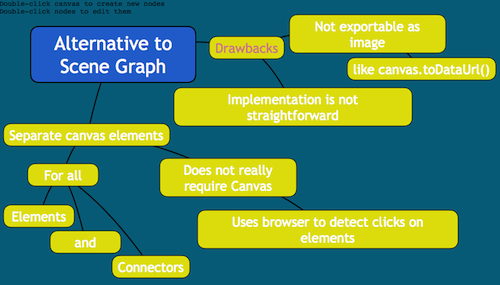 Double-click canvas to create new nodes
Double-click nodes to edit them
Alternative to
Scene Graph
Drawbacks
Not exportable as
image
like canvas.toDataUrl()
Implementation is not
straightforward
Separate canvas elements
For all
Elements
and
Connectors
Does not really
require Canvas
Uses browser to detect clicks on
elements